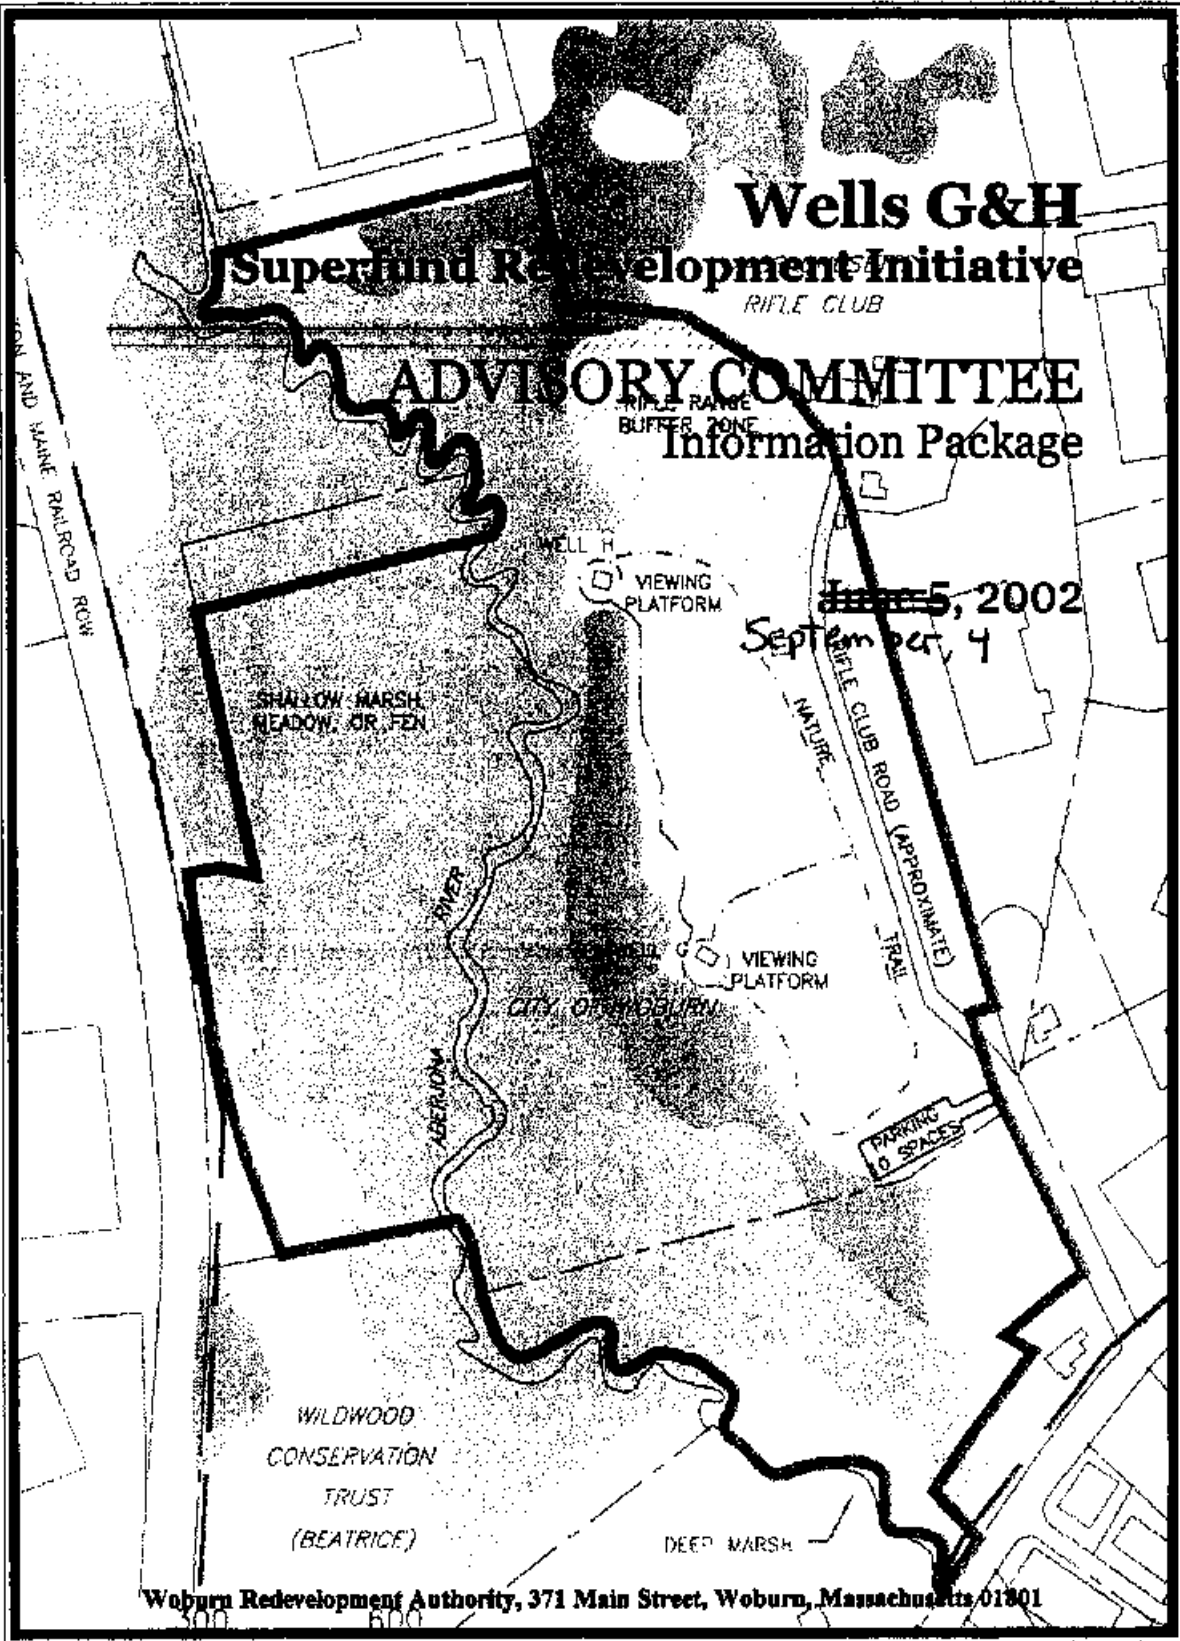 Wells G&H
Superfund Redevelopment Initiative
RIFLE CLUB
ADVISORY COMMITTEE
RIFLE RANGE
BUFFER ZONE
Information Package
AND MAINE RAILROAD ROW
WELL H
VIEWING
PLATFORM
June 5, 2002
September, 4
SHALLOW MARSH
MEADOW, OR FEN
NATURE
TRAIL
RIFLE CLUB ROAD (APPROXIMATE)
ABERJONA
RIVER
VIEWING
PLATFORM
CITY OF WOBURN
PARKING
SPACES
WILDWOOD
CONSERVATION
TRUST
(BEATRICE)
DEEP MARSH
Woburn Redevelopment Authority, 371 Main Street, Woburn, Massachusetts 01801
300
600